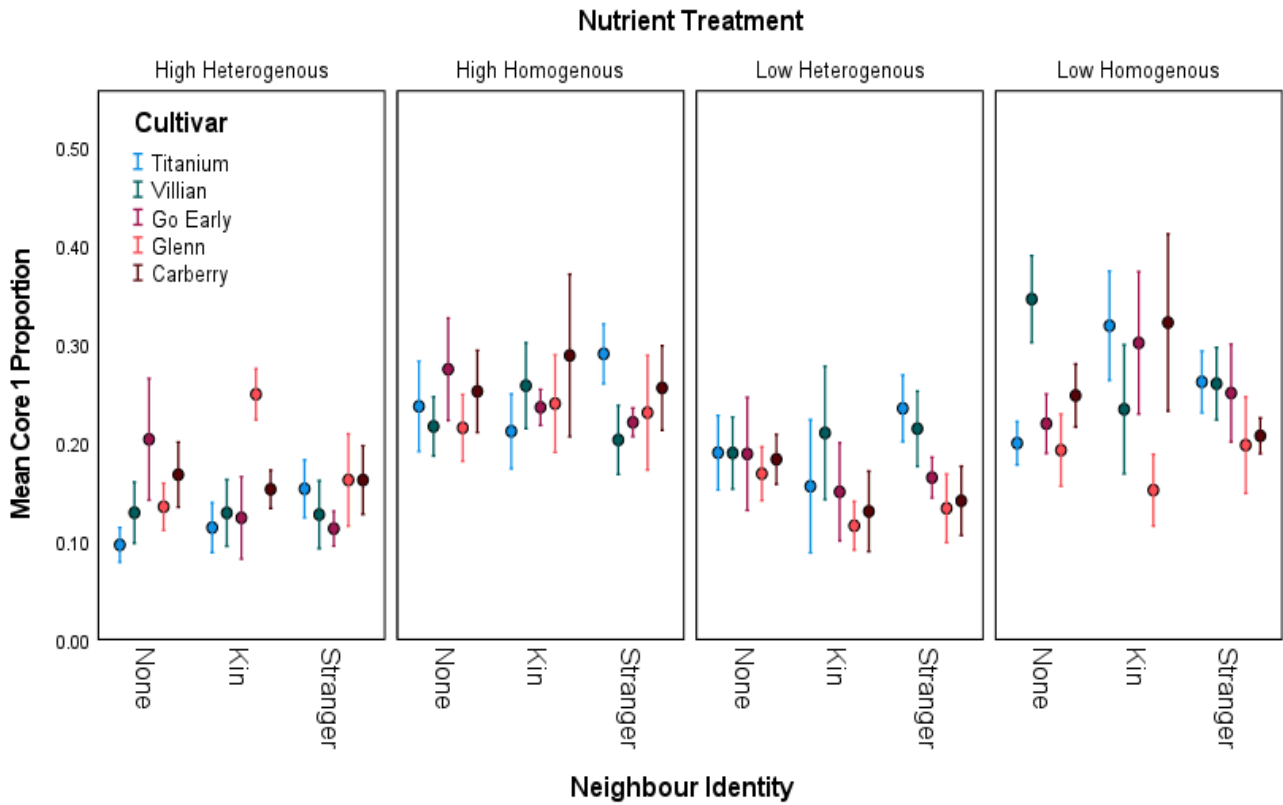 Nutrient Treatment
High Heterogenous
High Homogenous
Low Heterogenous
Low Homogenous
Cultivar
Titanium
Villian
Go Early
Glenn
Carberry
Mean Core 1 Proportion
0.50
0.40
0.30
0.20
0.10
0.00
None
Kin
Stranger
None
Kin
Stranger
None
Kin
Stranger
None
Kin
Stranger
Neighbour Identity